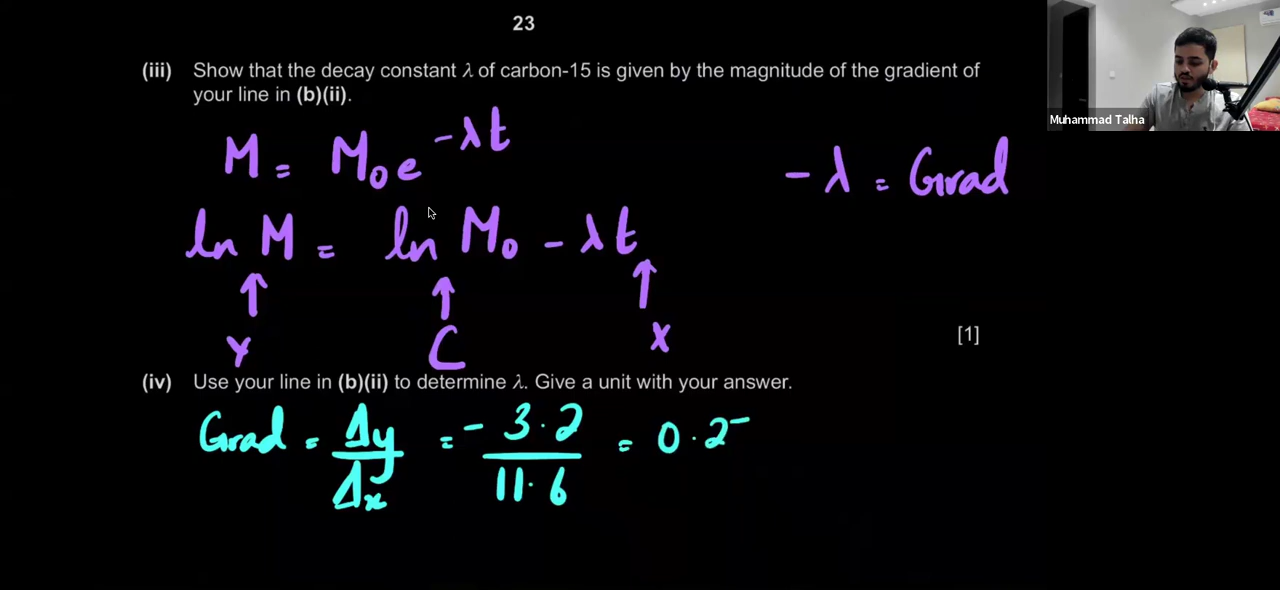 23
(iii) Show that the decay constant λ of carbon-15 is given by the magnitude of the gradient of
your line in (b)(ii).
Muhammad Talha
M = M₀e^-λt
-λ = Grad
ln M = ln M₀ - λt
↑ ↑ ↑
Y C X
[1]
(iv) Use your line in (b)(ii) to determine λ. Give a unit with your answer.
Grad = Δy/Δx = -3.2/11.6 = 0.2